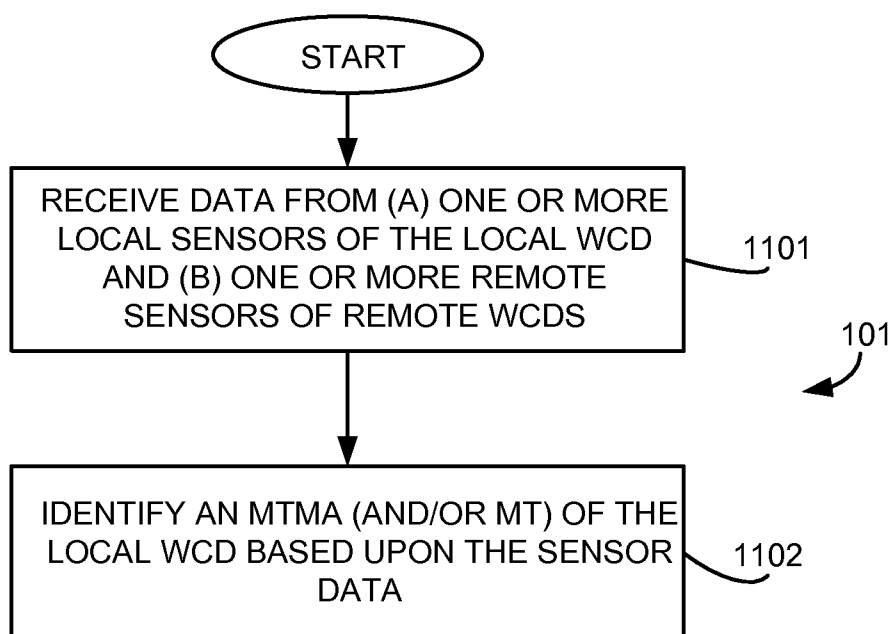 START
RECEIVE DATA FROM (A) ONE OR MORE
LOCAL SENSORS OF THE LOCAL WCD
AND (B) ONE OR MORE REMOTE
SENSORS OF REMOTE WCDS
1101
101
IDENTIFY AN MTMA (AND/OR MT) OF THE
LOCAL WCD BASED UPON THE SENSOR
DATA
1102